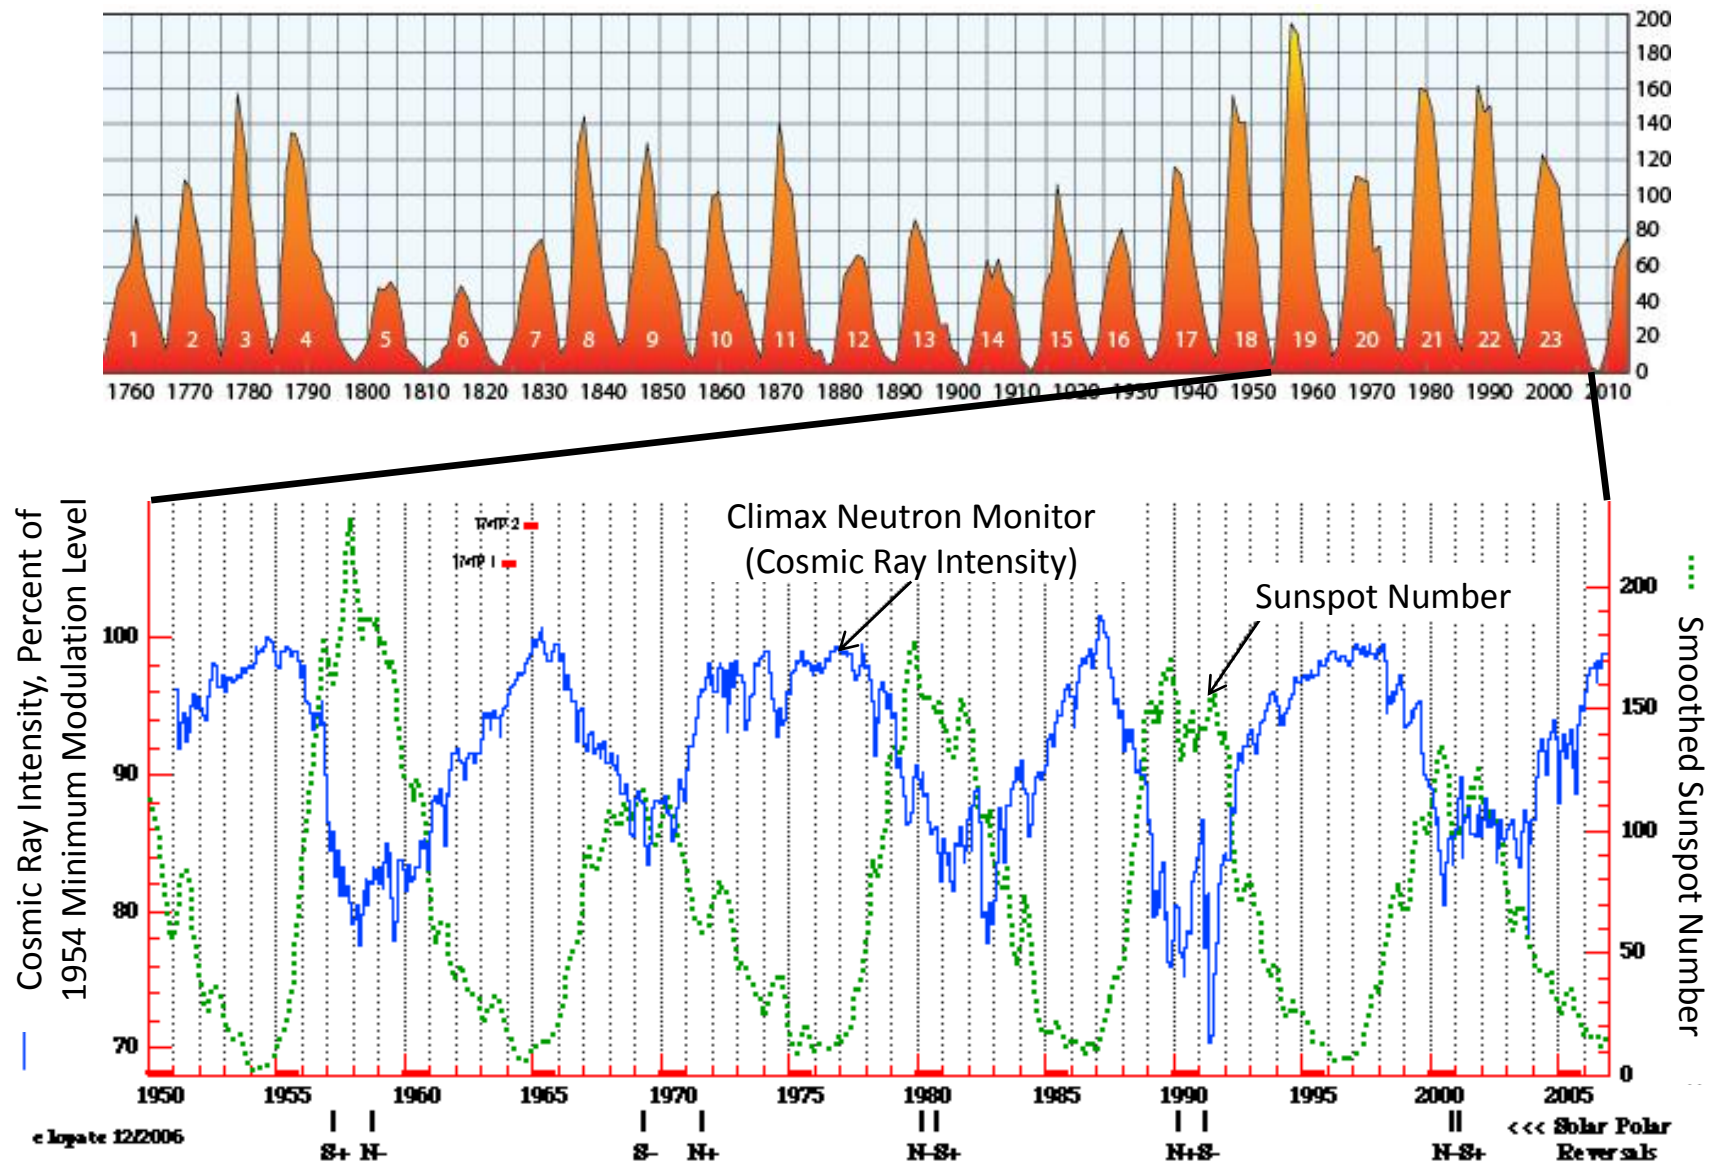 200
180
160
140
120
100
80
60
40
20
0
1 2 3 4 5 6 7 8 9 10 11 12 13 14 15 16 17 18 19 20 21 22 23
1760 1770 1780 1790 1800 1810 1820 1830 1840 1850 1860 1870 1880 1890 1900 1910 1920 1930 1940 1950 1960 1970 1980 1990 2000 2010
Cosmic Ray Intensity, Percent of
1954 Minimum Modulation Level
100
90
80
70
Climax Neutron Monitor
(Cosmic Ray Intensity)
Sunspot Number
200
150
100
50
0
Smoothed Sunspot Number
1950 1955 1960 1965 1970 1975 1980 1985 1990 1995 2000 2005
S+ N- S- N+ N-S+ N+S- N-S+
<<< Solar Polar
Reversals
c lopate 12/2006